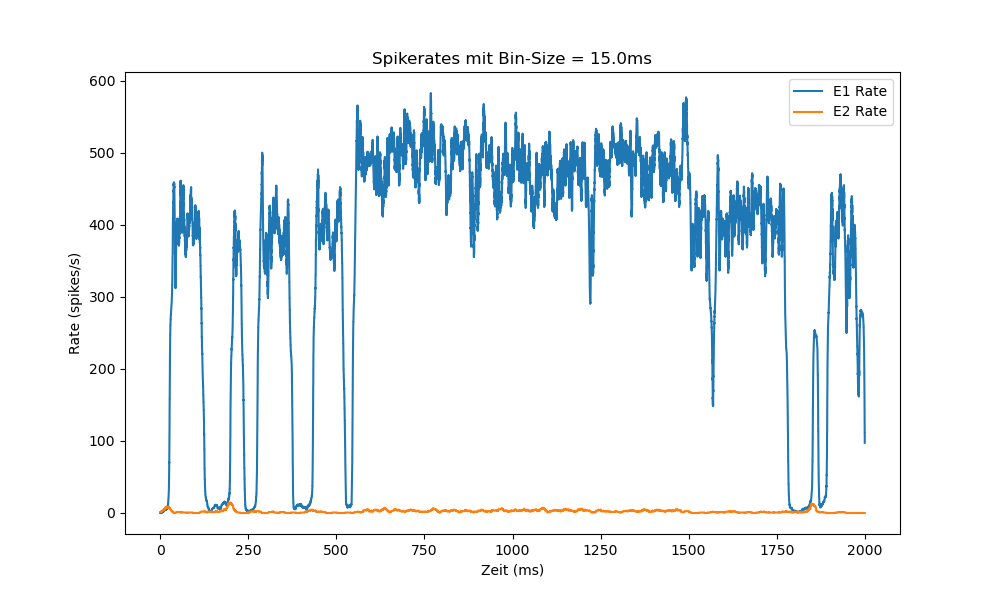 Spikerates mit Bin-Size = 15.0ms
E1 Rate
E2 Rate
Rate (spikes/s)
600
500
400
300
200
100
0
0 250 500 750 1000 1250 1500 1750 2000
Zeit (ms)